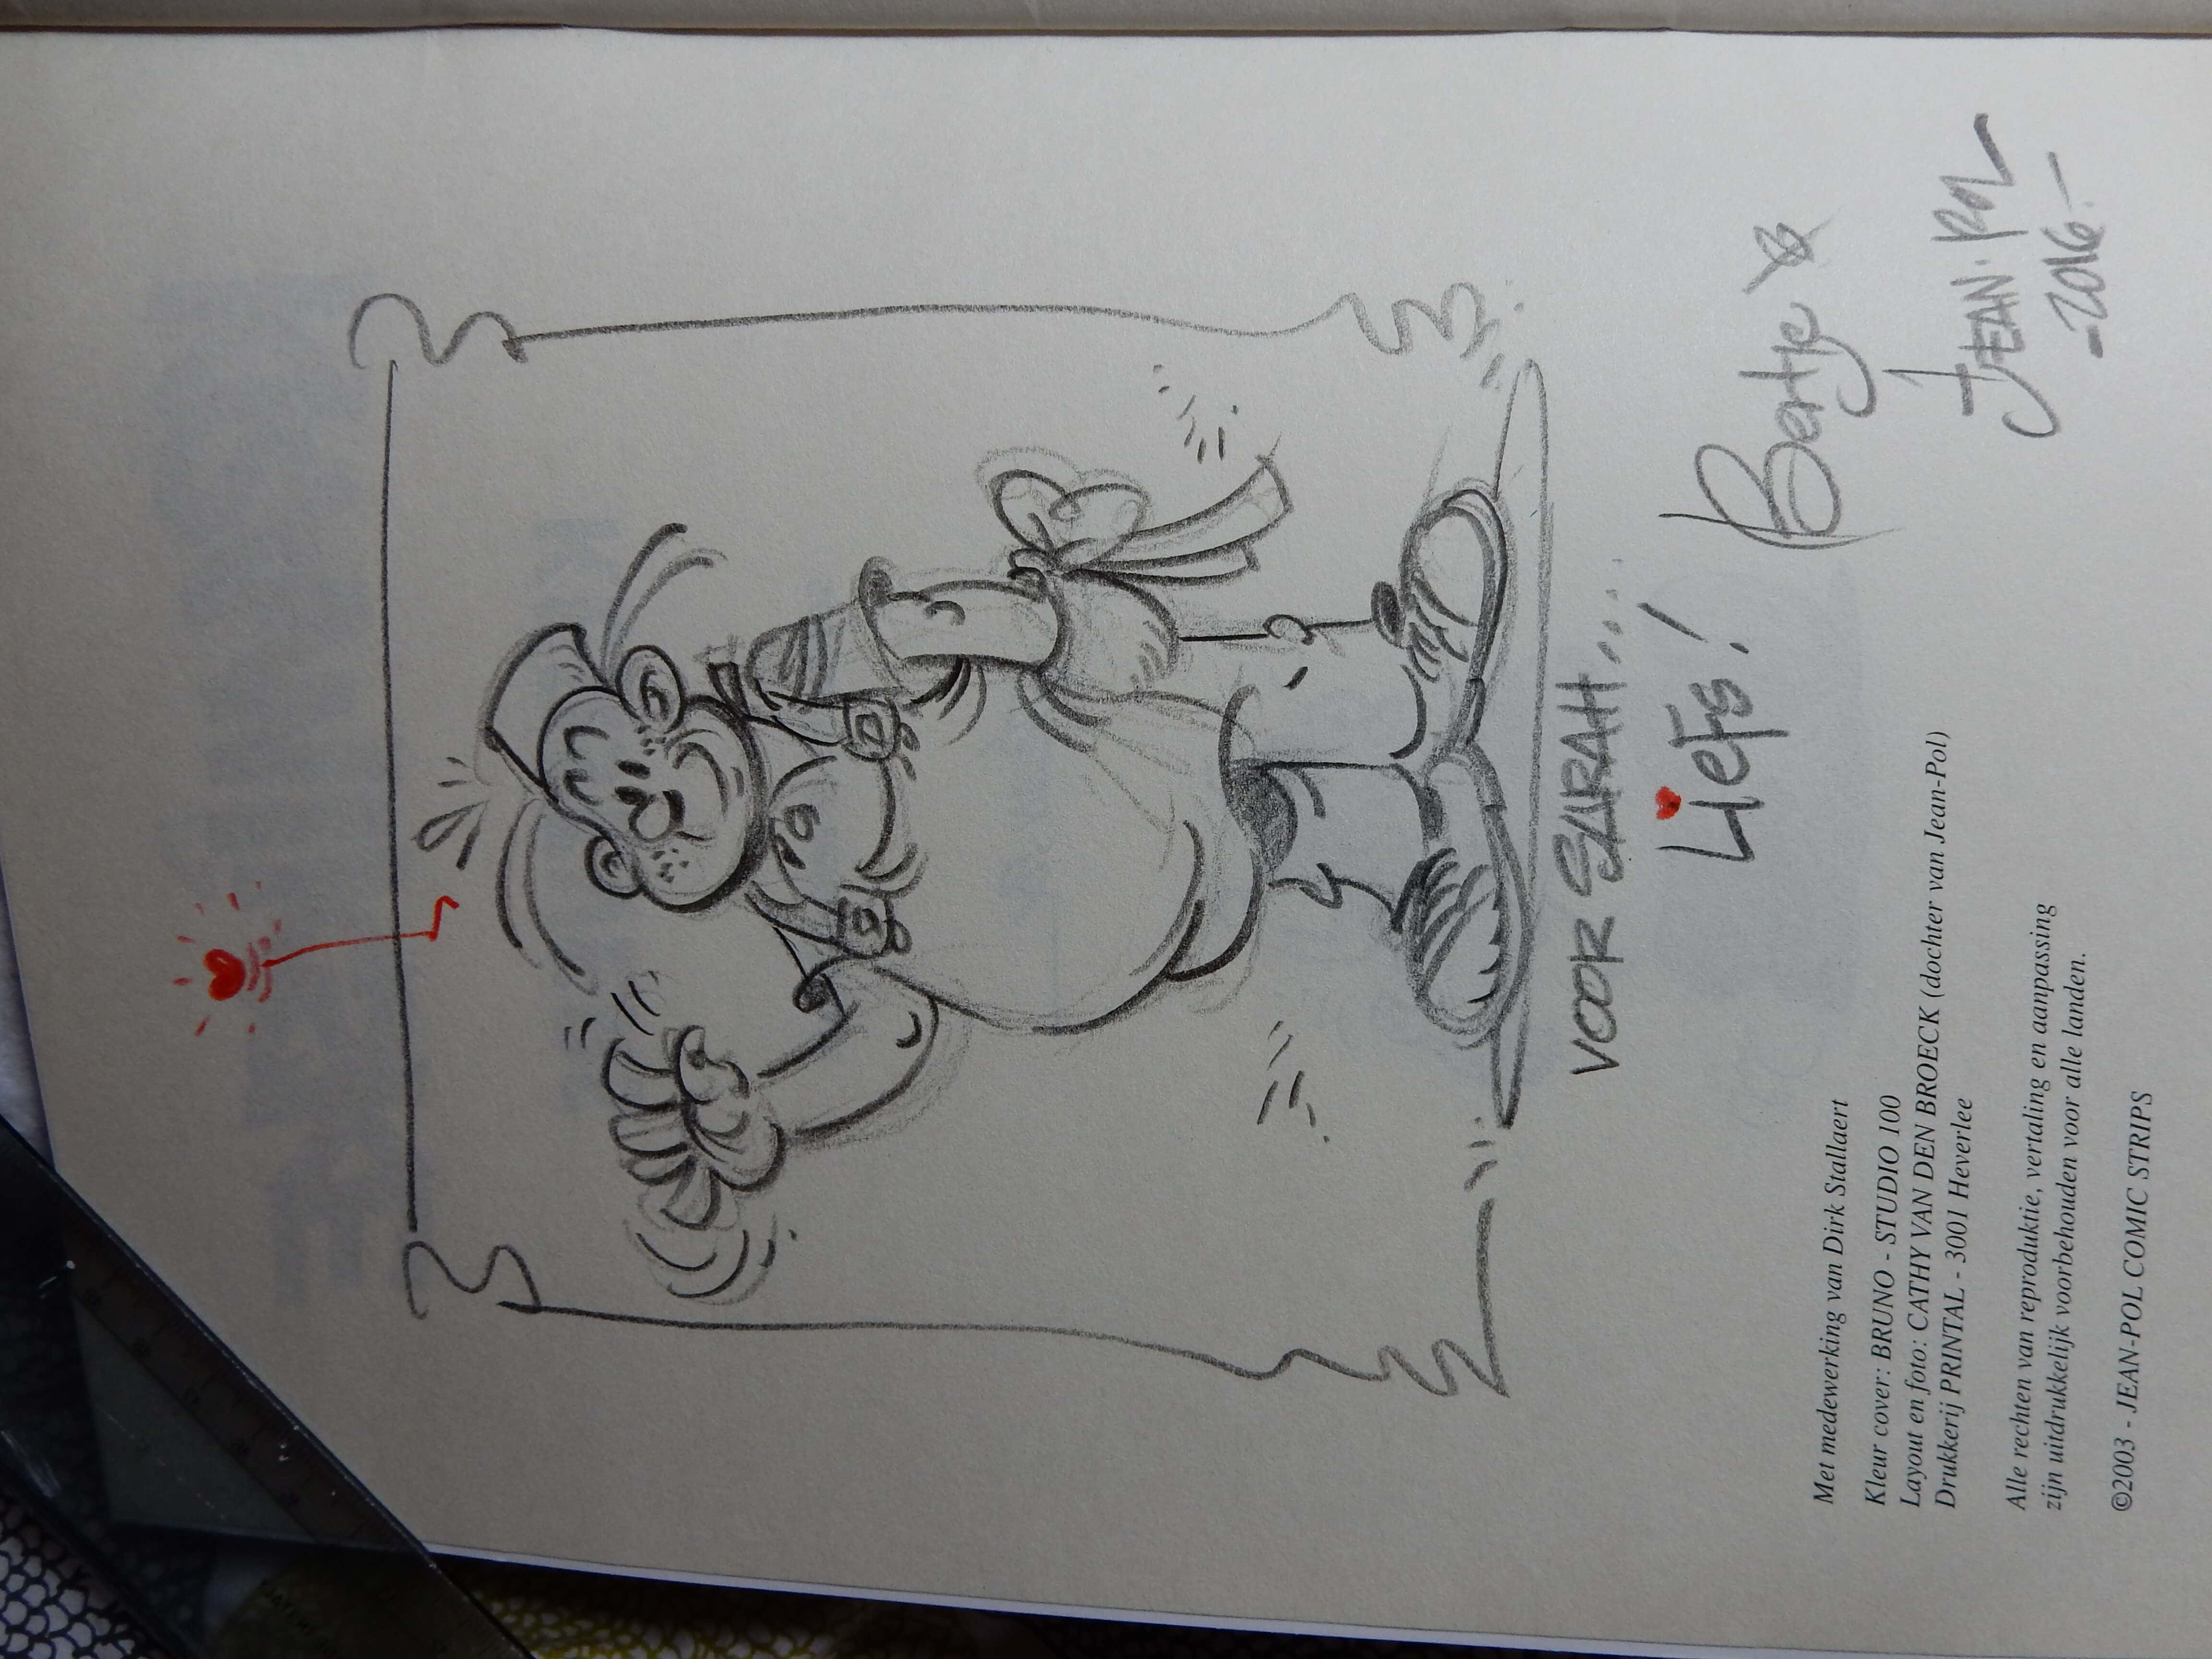 VOOR SARAH....
Liefs!
Bertje
JEAN-POL
-2016-
Met medewerking van Dirk Stallaert
Kleur cover: BRUNO - STUDIO 100
Layout en foto: CATHY VAN DEN BROECK (dochter van Jean-Pol)
Drukkerij PRINTAL - 3001 Heverlee
Alle rechten van reproduktie, vertaling en aanpassing
zijn uitdrukkelijk voorbehouden voor alle landen.
©2003 - JEAN-POL COMIC STRIPS